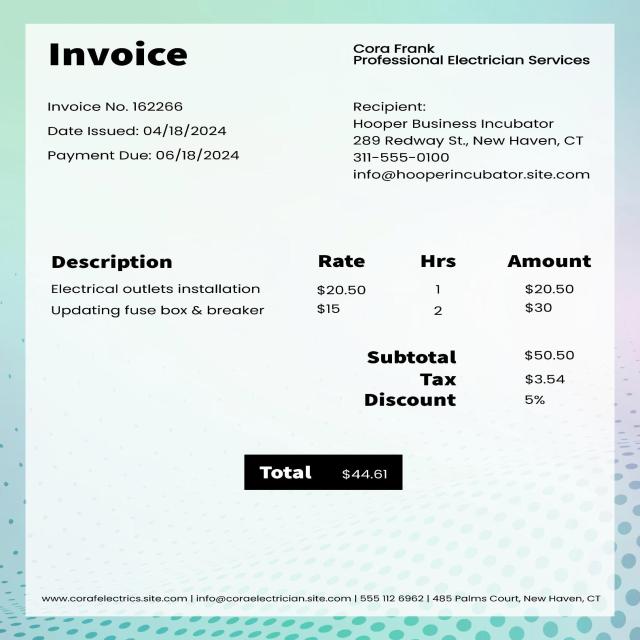 Invoice
Cora Frank
Professional Electrician Services
Invoice No. 162266
Date Issued: 04/18/2024
Payment Due: 06/18/2024
Recipient:
Hooper Business Incubator
289 Redway St., New Haven, CT
311-555-0100
info@hooperincubator.site.com
Description Rate Hrs Amount
Electrical outlets installation $20.50 1 $20.50
Updating fuse box & breaker $15 2 $30
Subtotal $50.50
Tax $3.54
Discount 5%
Total $44.61
www.corafelectrics.site.com | info@coraelectrician.site.com | 555 112 6962 | 485 Palms Court, New Haven, CT